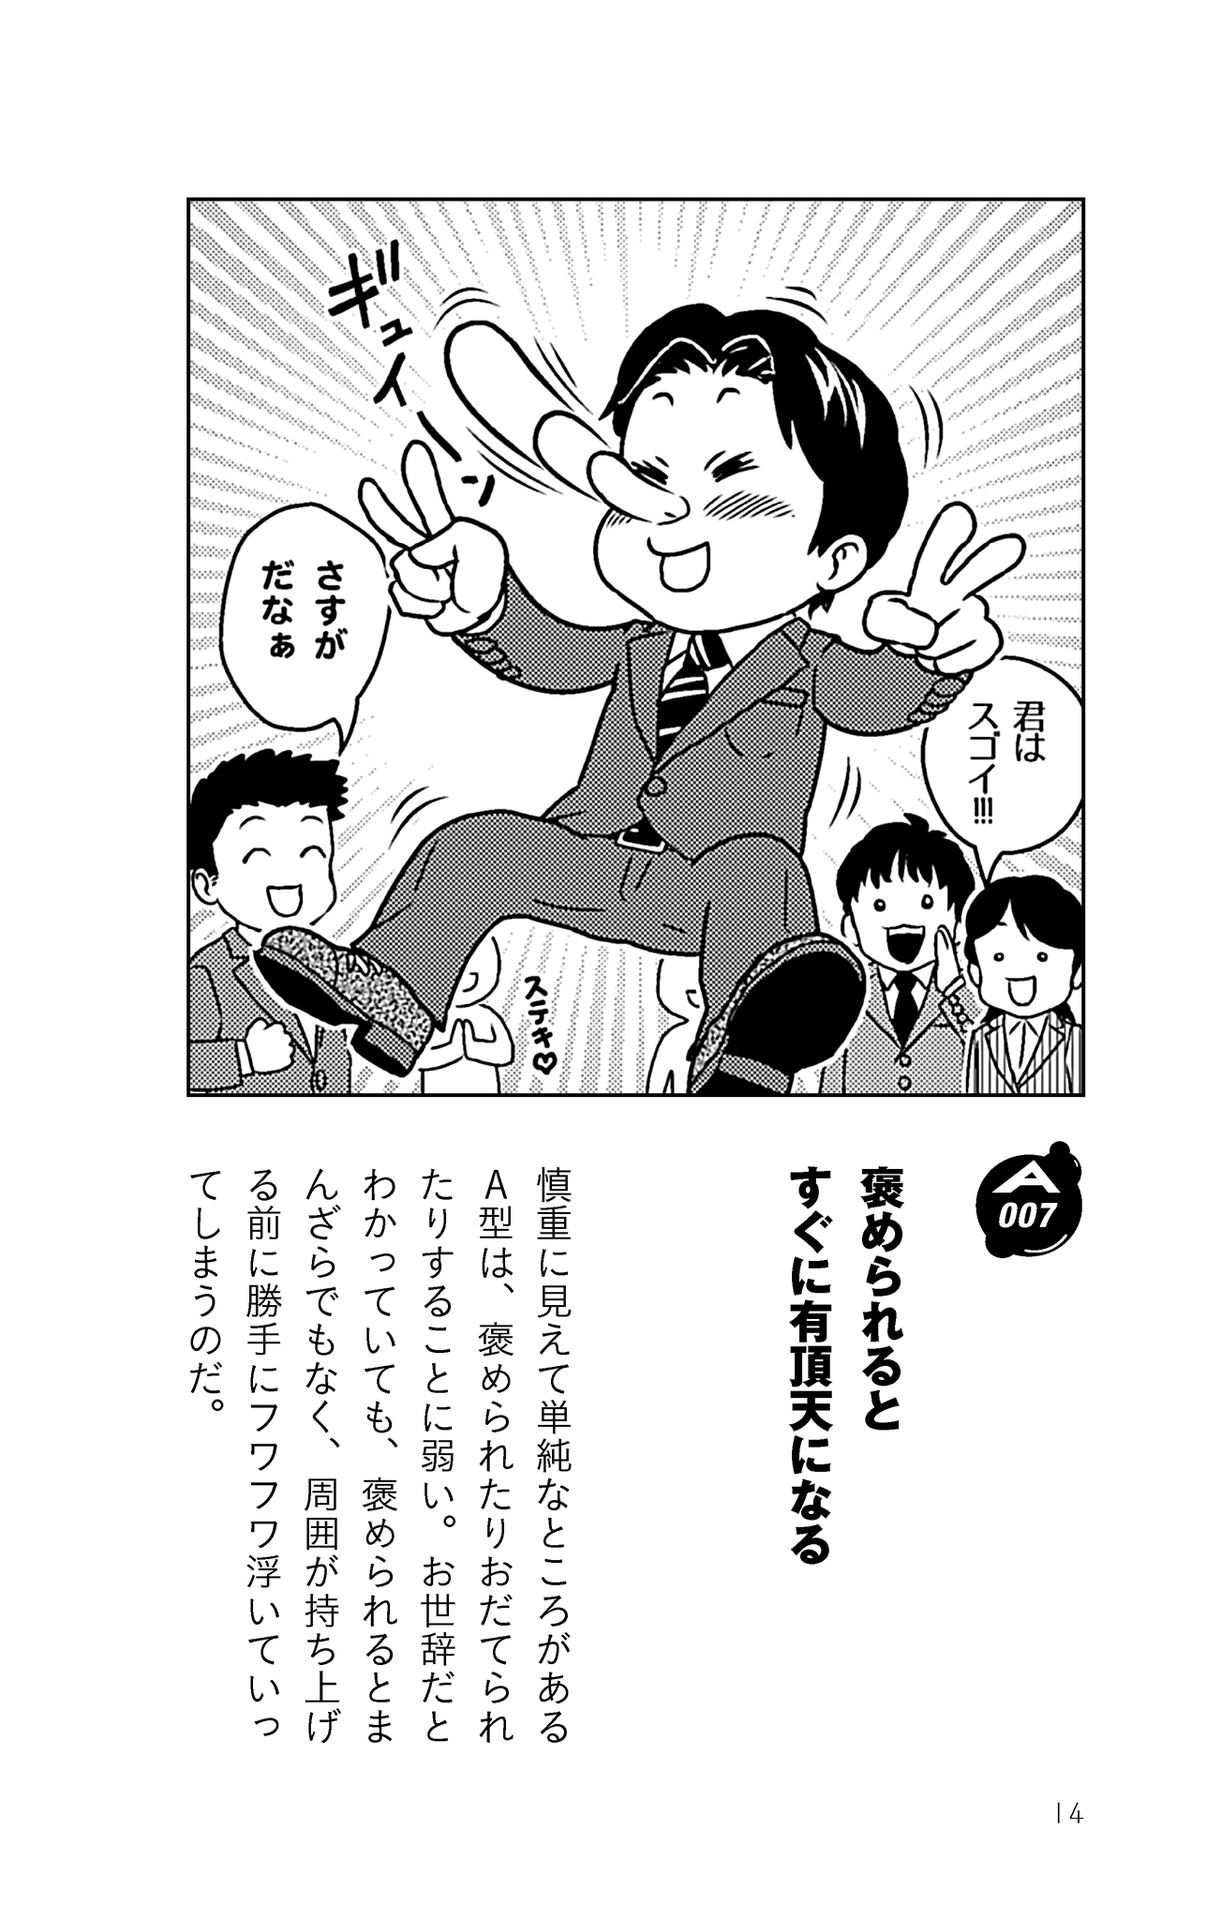 君は
スゴイ!!!
ギュイーン
さすが
だなぁ
ステキ♡
A
007
褒められると
すぐに有頂天になる
慎重に見えて単純なところがある
A型は、褒められたりおだてられ
たりすることに弱い。お世辞だと
わかっていても、褒められるとま
んざらでもなく、周囲が持ち上げ
る前に勝手にフワフワ浮いていっ
てしまうのだ。
14